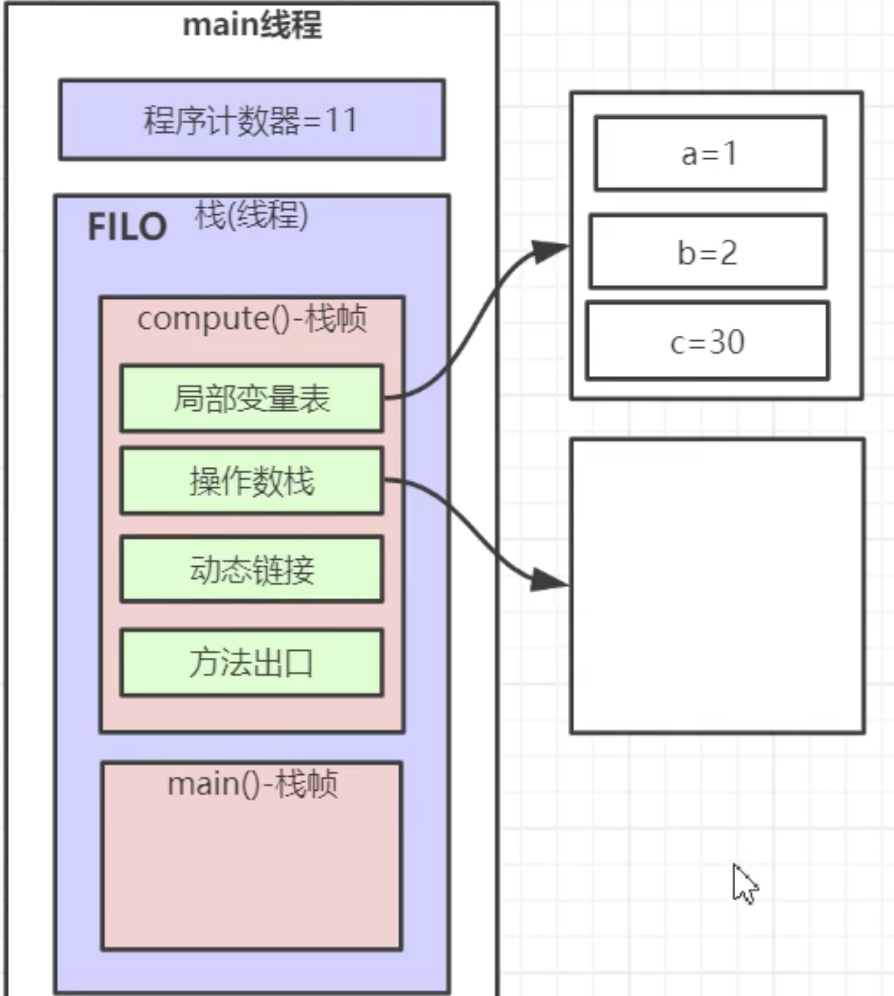 main线程
程序计数器=11
FILO 栈(线程)
compute()-栈帧
局部变量表
操作数栈
动态链接
方法出口
main()-栈帧
a=1
b=2
c=30